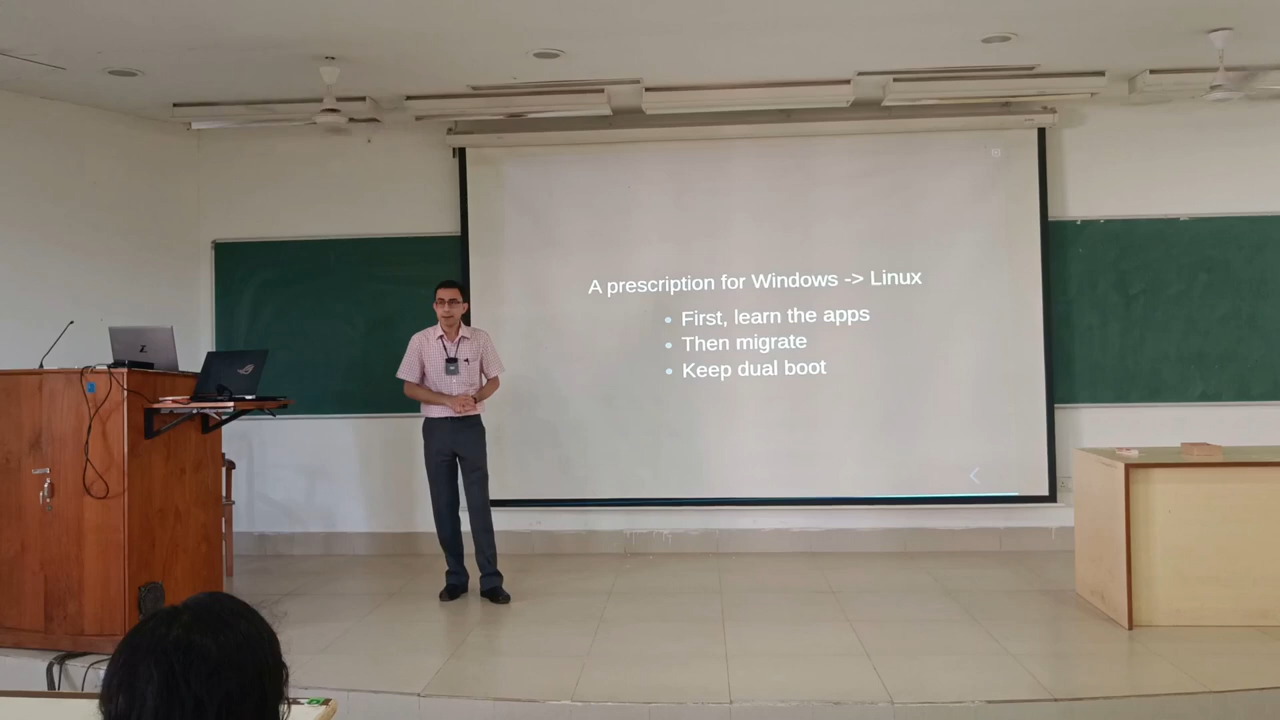 A prescription for Windows -> Linux
First, learn the apps
Then migrate
Keep dual boot